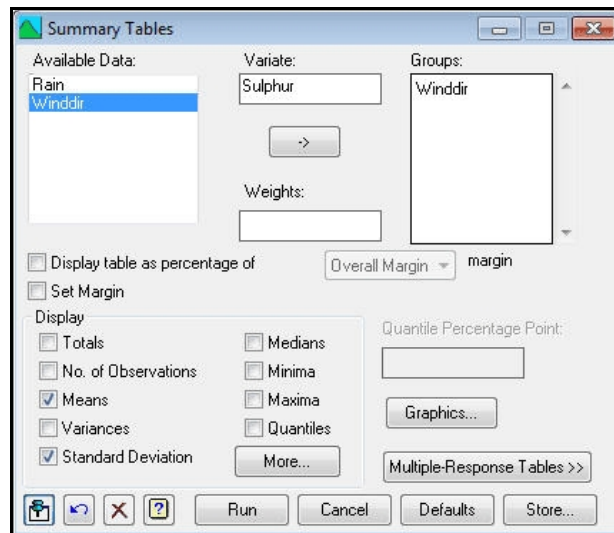 Summary Tables
Available Data:
Rain
Winddir
Variate:
Sulphur
->
Weights:
Groups:
Winddir
Display table as percentage of
Overall Margin
margin
Set Margin
Display
Totals
No. of Observations
Means
Variances
Standard Deviation
Medians
Minima
Maxima
Quantiles
More...
Quantile Percentage Point:
Graphics...
Multiple-Response Tables >>
Run
Cancel
Defaults
Store...